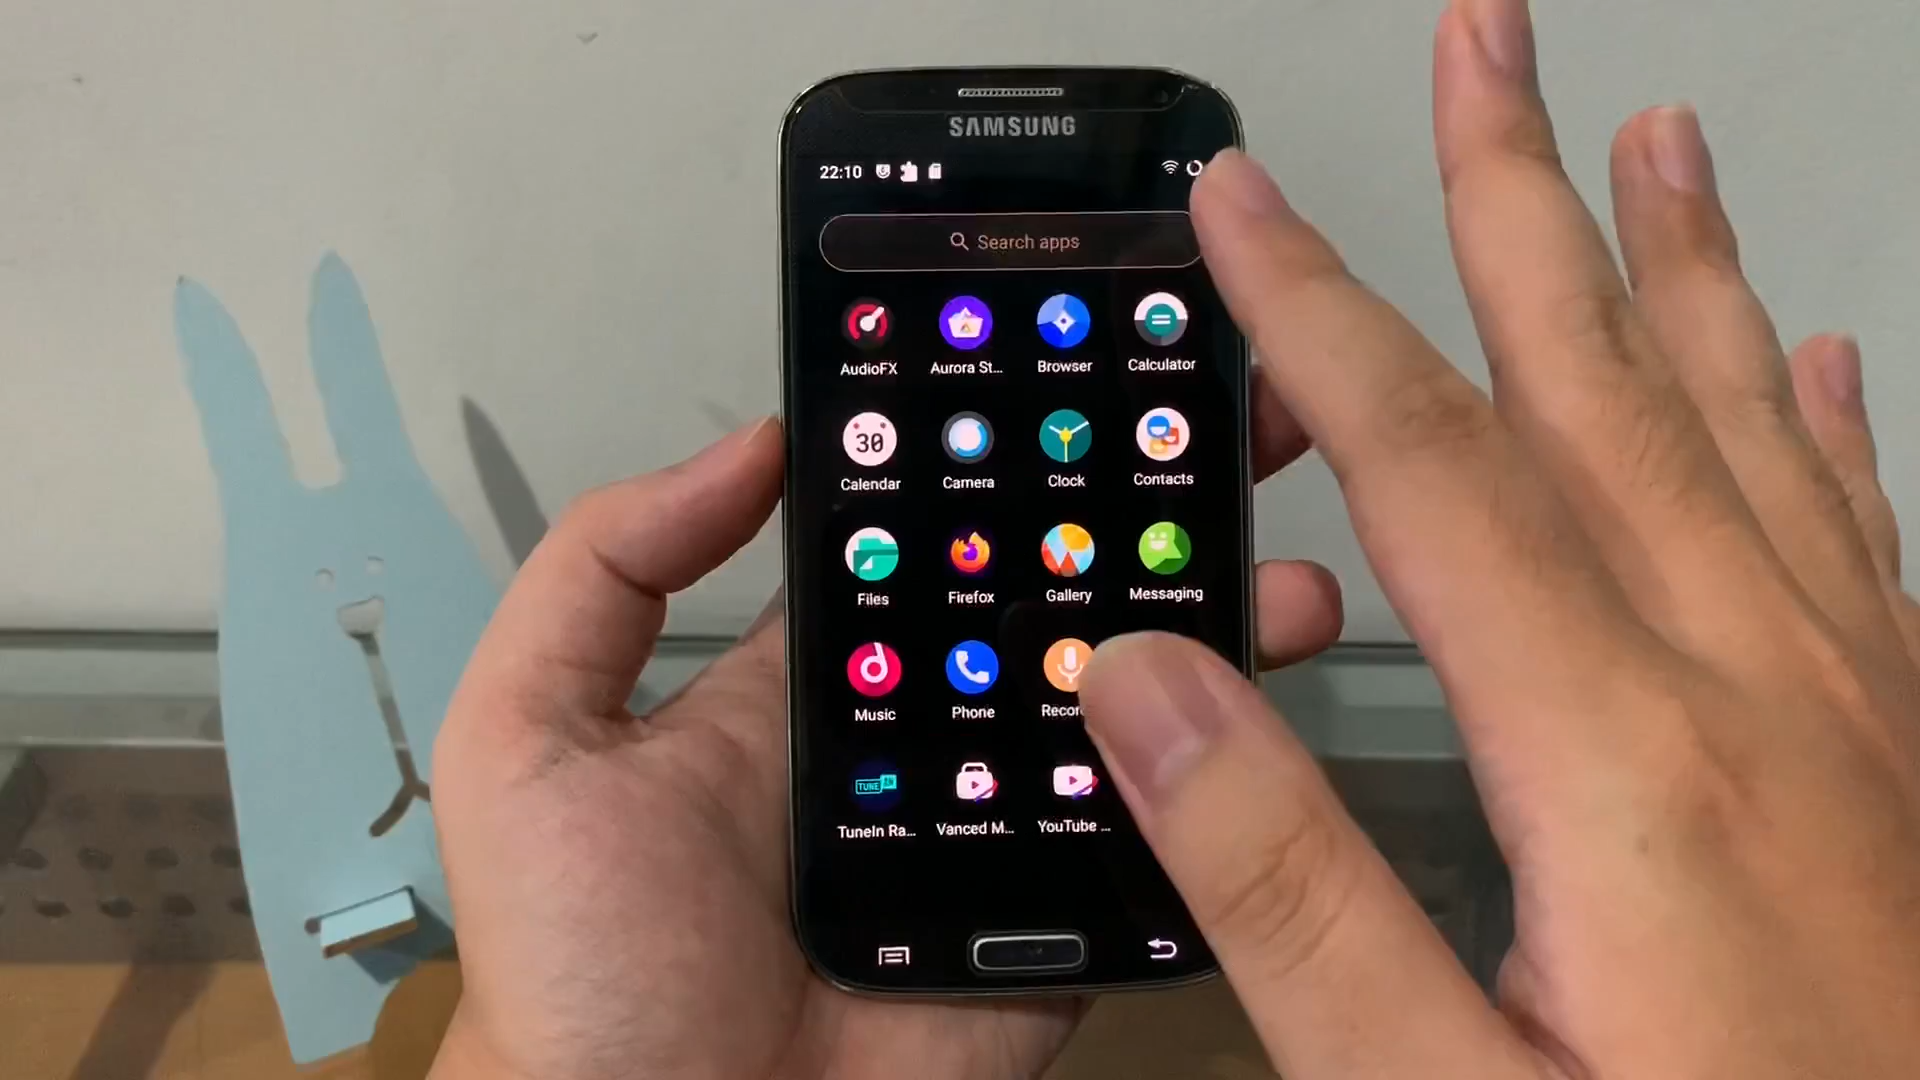 SAMSUNG
22:10
Search apps
AudioFX Aurora St... Browser Calculator
30
Calendar Camera Clock Contacts
Files Firefox Gallery Messaging
Music Phone
TUNE IN
TuneIn Ra... Vanced M... YouTube ...